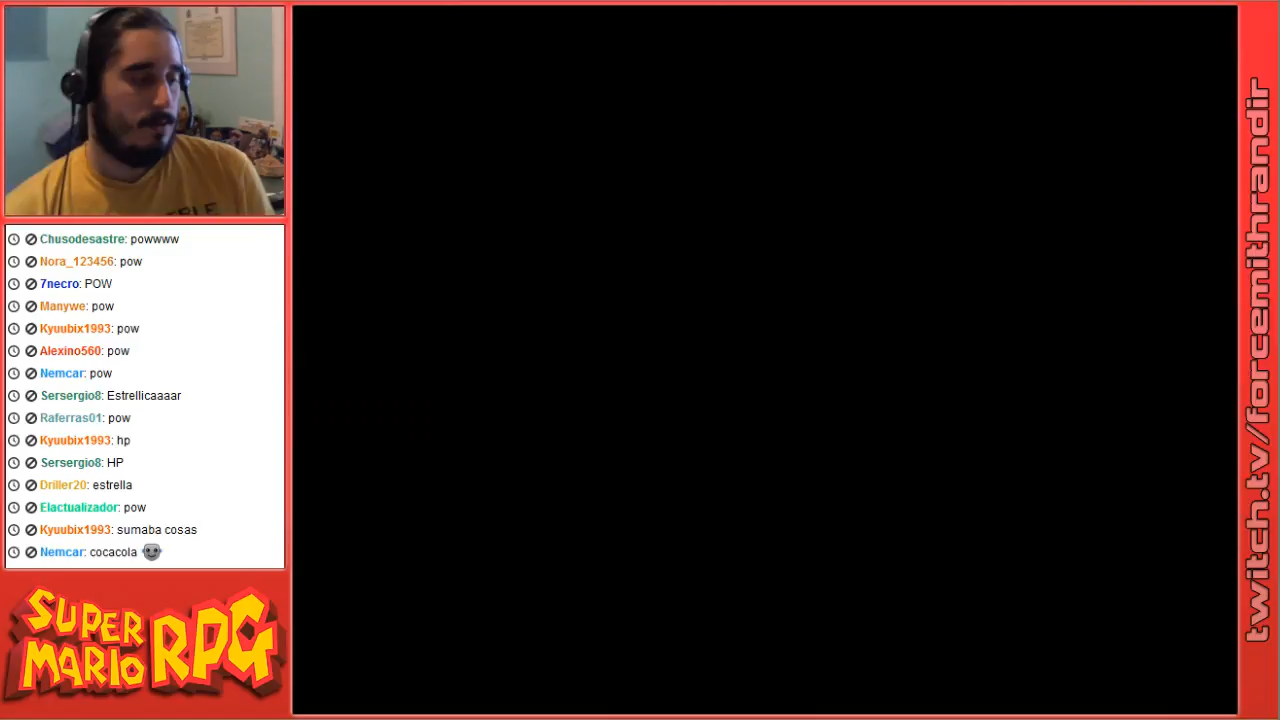 Chusodesastre: powwww
Nora_123456: pow
7necro: POW
Manywe: pow
Kyuubix1993: pow
Alexino560: pow
Nemcar: pow
Sersergio8: Estrellicaaaar
Raferras01: pow
Kyuubix1993: hp
Sersergio8: HP
Driller20: estrella
Elactualizador: pow
Kyuubix1993: sumaba cosas
Nemcar: cocacola
SUPER
MARIO RPG
twitch.tv/forcemithrandir